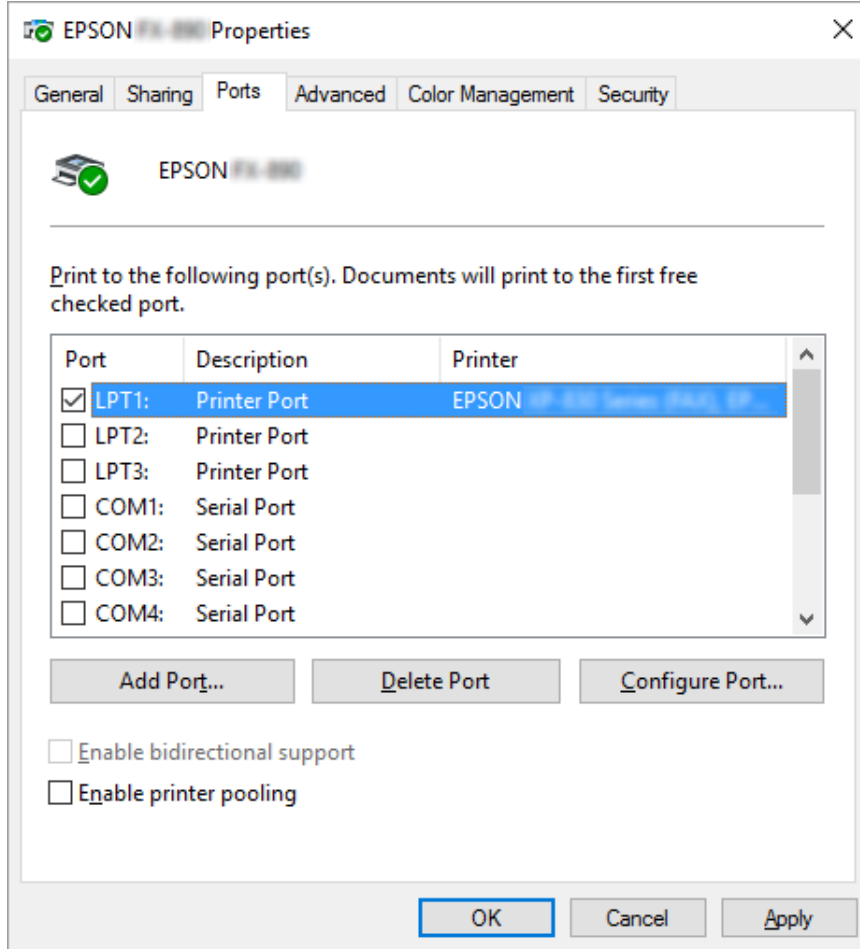 EPSON Properties
General Sharing Ports Advanced Color Management Security
EPSON
Print to the following port(s). Documents will print to the first free
checked port.
Port Description Printer
LPT1: Printer Port EPSON
LPT2: Printer Port
LPT3: Printer Port
COM1: Serial Port
COM2: Serial Port
COM3: Serial Port
COM4: Serial Port
Add Port... Delete Port Configure Port...
Enable bidirectional support
Enable printer pooling
OK Cancel Apply